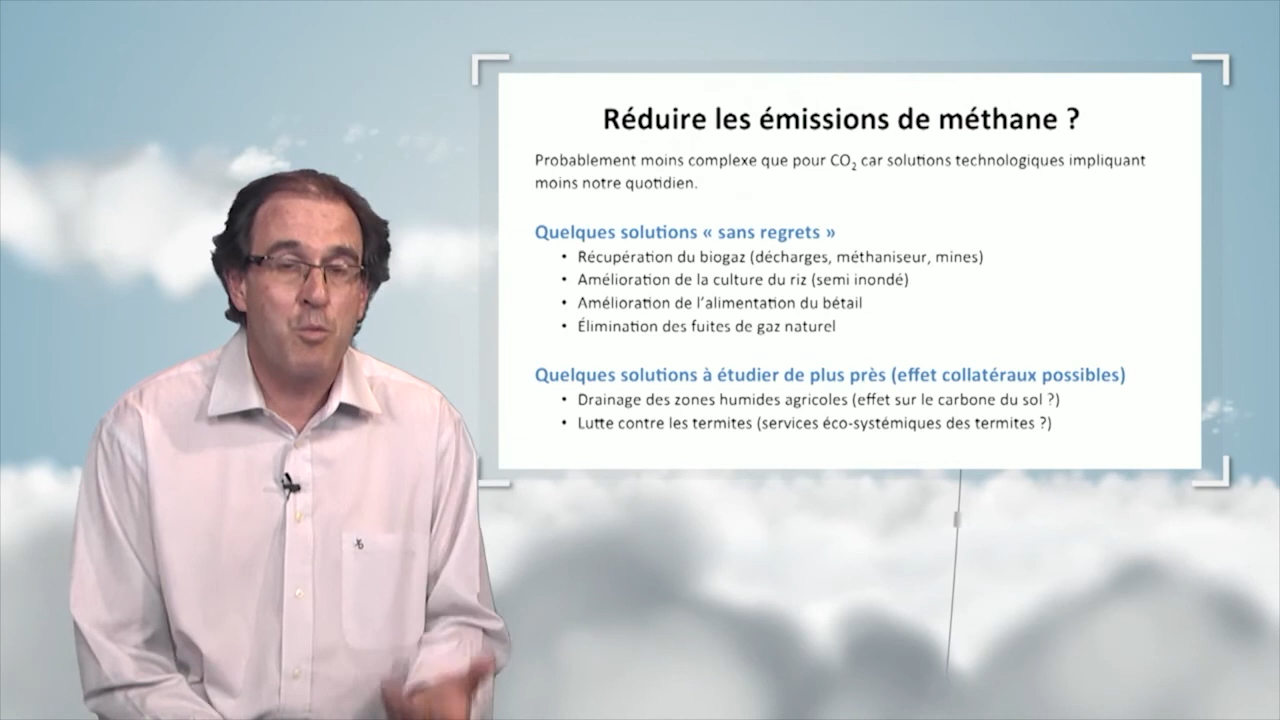 Réduire les émissions de méthane ?
Probablement moins complexe que pour CO₂ car solutions technologiques impliquant
moins notre quotidien.
Quelques solutions « sans regrets »
• Récupération du biogaz (décharges, méthaniseur, mines)
• Amélioration de la culture du riz (semi inondé)
• Amélioration de l’alimentation du bétail
• Élimination des fuites de gaz naturel
Quelques solutions à étudier de plus près (effet collatéraux possibles)
• Drainage des zones humides agricoles (effet sur le carbone du sol ?)
• Lutte contre les termites (services éco-systémiques des termites ?)